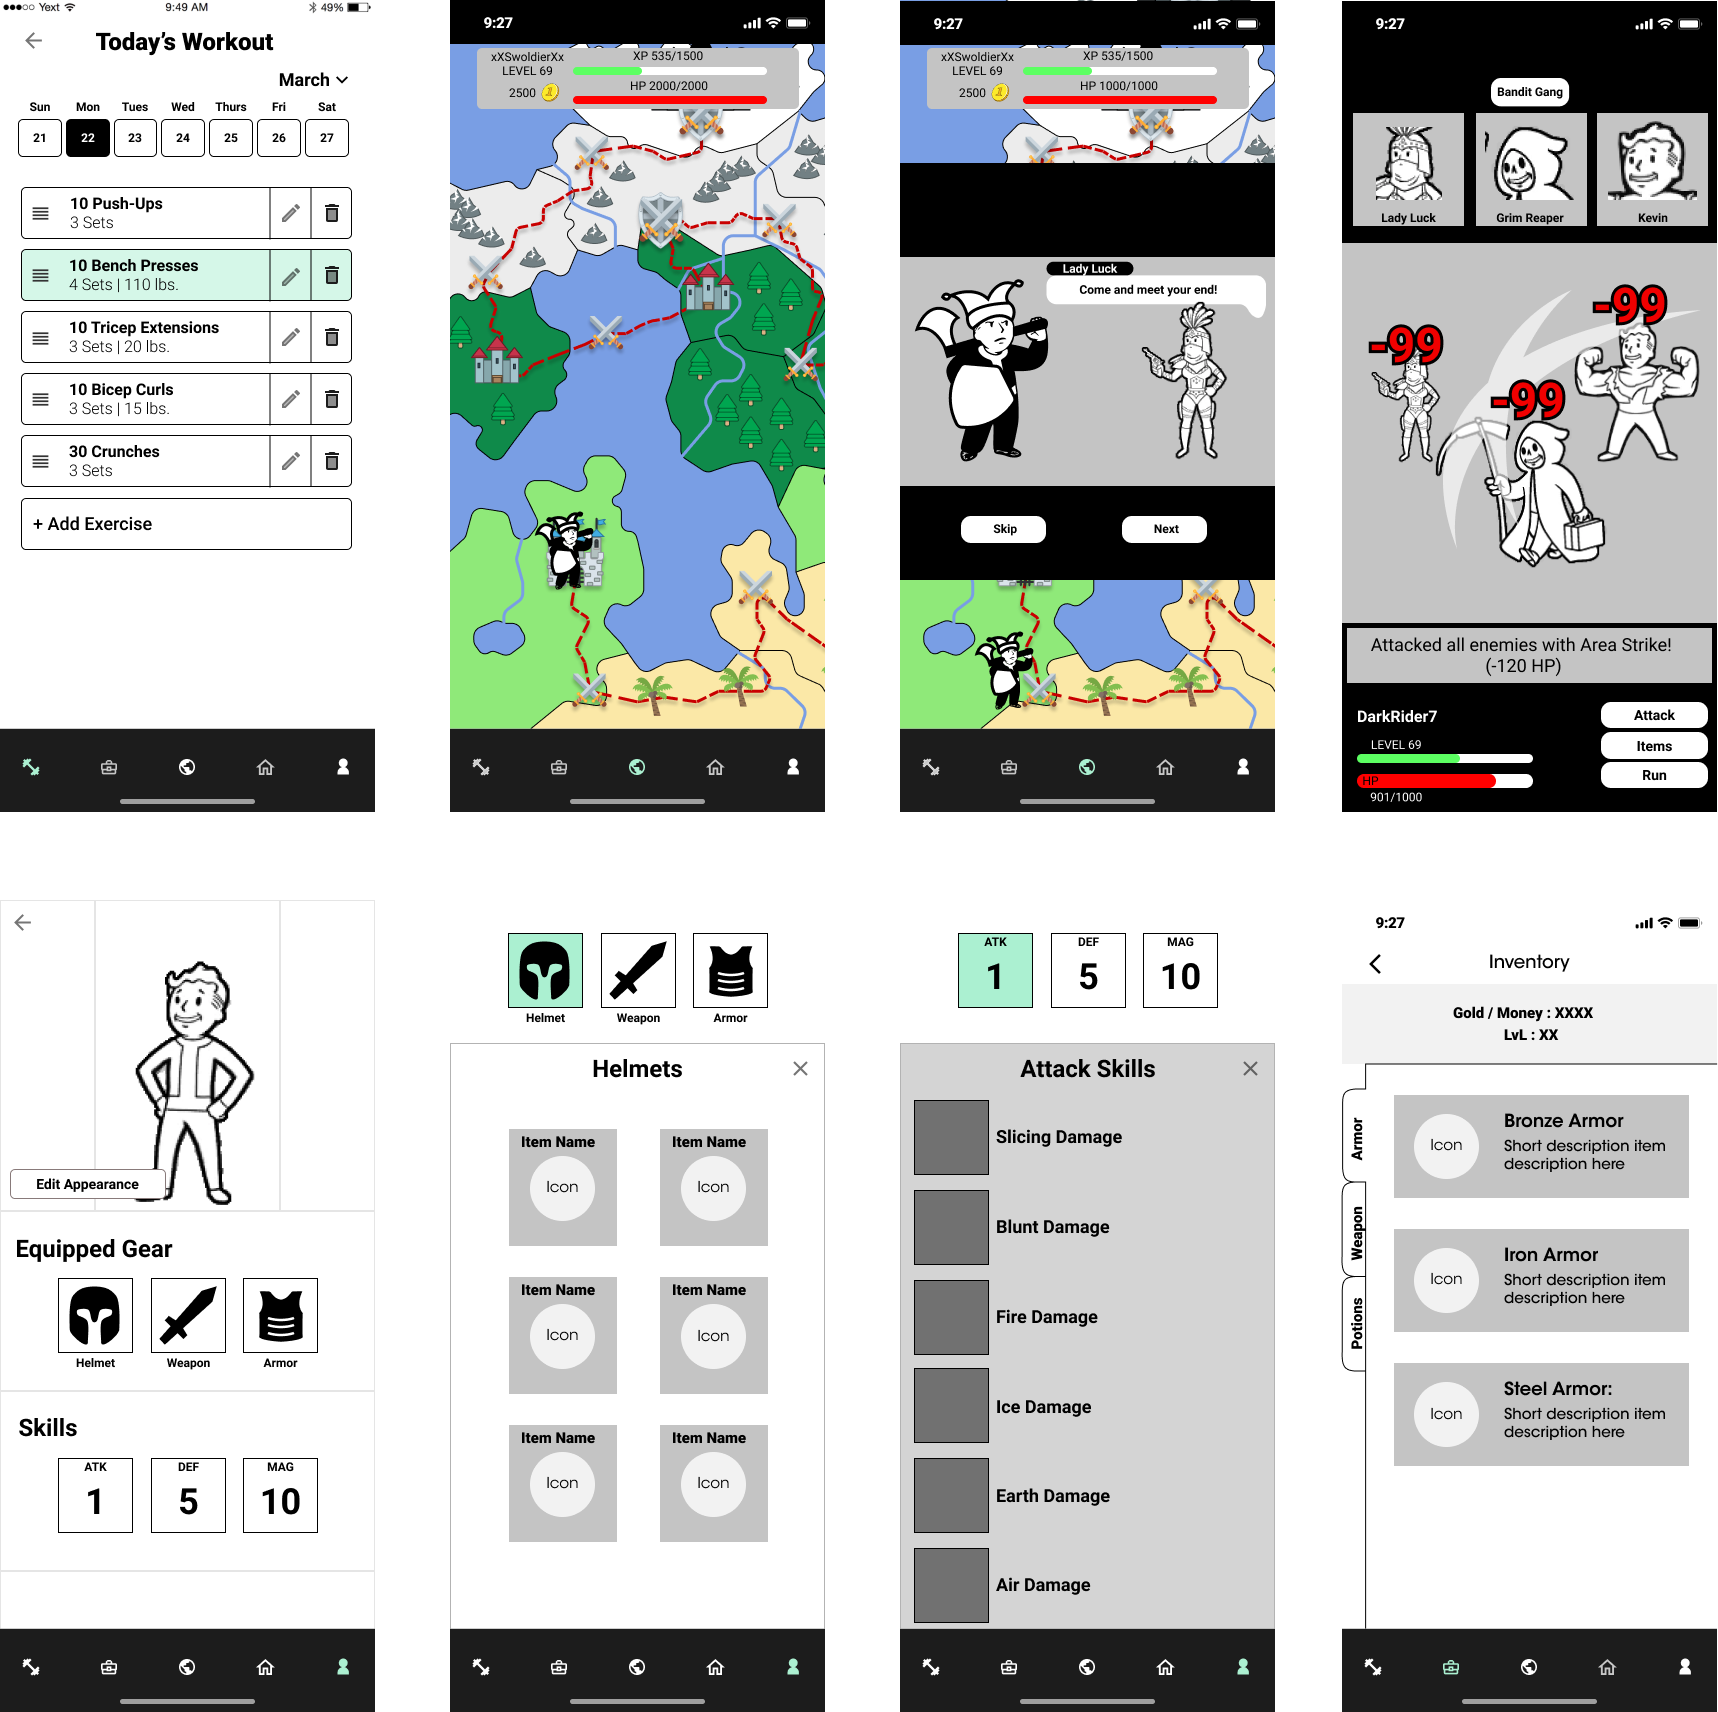 Yext
9:49 AM
49%
Today's Workout
March
Sun Mon Tues Wed Thurs Fri Sat
21 22 23 24 25 26 27
10 Push-Ups
3 Sets
10 Bench Presses
4 Sets | 110 lbs.
10 Tricep Extensions
3 Sets | 20 lbs.
10 Bicep Curls
3 Sets | 15 lbs.
30 Crunches
3 Sets
+ Add Exercise
9:27
xXSwoldierXx
XP 535/1500
LEVEL 69
HP 2000/2000
2500
1
9:27
xXSwoldierXx
XP 535/1500
LEVEL 69
HP 1000/1000
2500
1
Lady Luck
Come and meet your end!
Skip
Next
9:27
Bandit Gang
Lady Luck
Grim Reaper
Kevin
-99
-99
-99
Attacked all enemies with Area Strike!
(-120 HP)
DarkRider7
LEVEL 69
HP
901/1000
Attack
Items
Run
Edit Appearance
Equipped Gear
Helmet
Weapon
Armor
Skills
ATK
1
DEF
5
MAG
10
Helmet
Weapon
Armor
Helmets
Item Name
Icon
Item Name
Icon
Item Name
Icon
Item Name
Icon
Item Name
Icon
Item Name
Icon
ATK
1
DEF
5
MAG
10
Attack Skills
Slicing Damage
Blunt Damage
Fire Damage
Ice Damage
Earth Damage
Air Damage
9:27
Inventory
Gold / Money : XXXX
LvL : XX
Armor
Weapon
Potions
Icon
Bronze Armor
Short description item
description here
Icon
Iron Armor
Short description item
description here
Icon
Steel Armor:
Short description item
description here